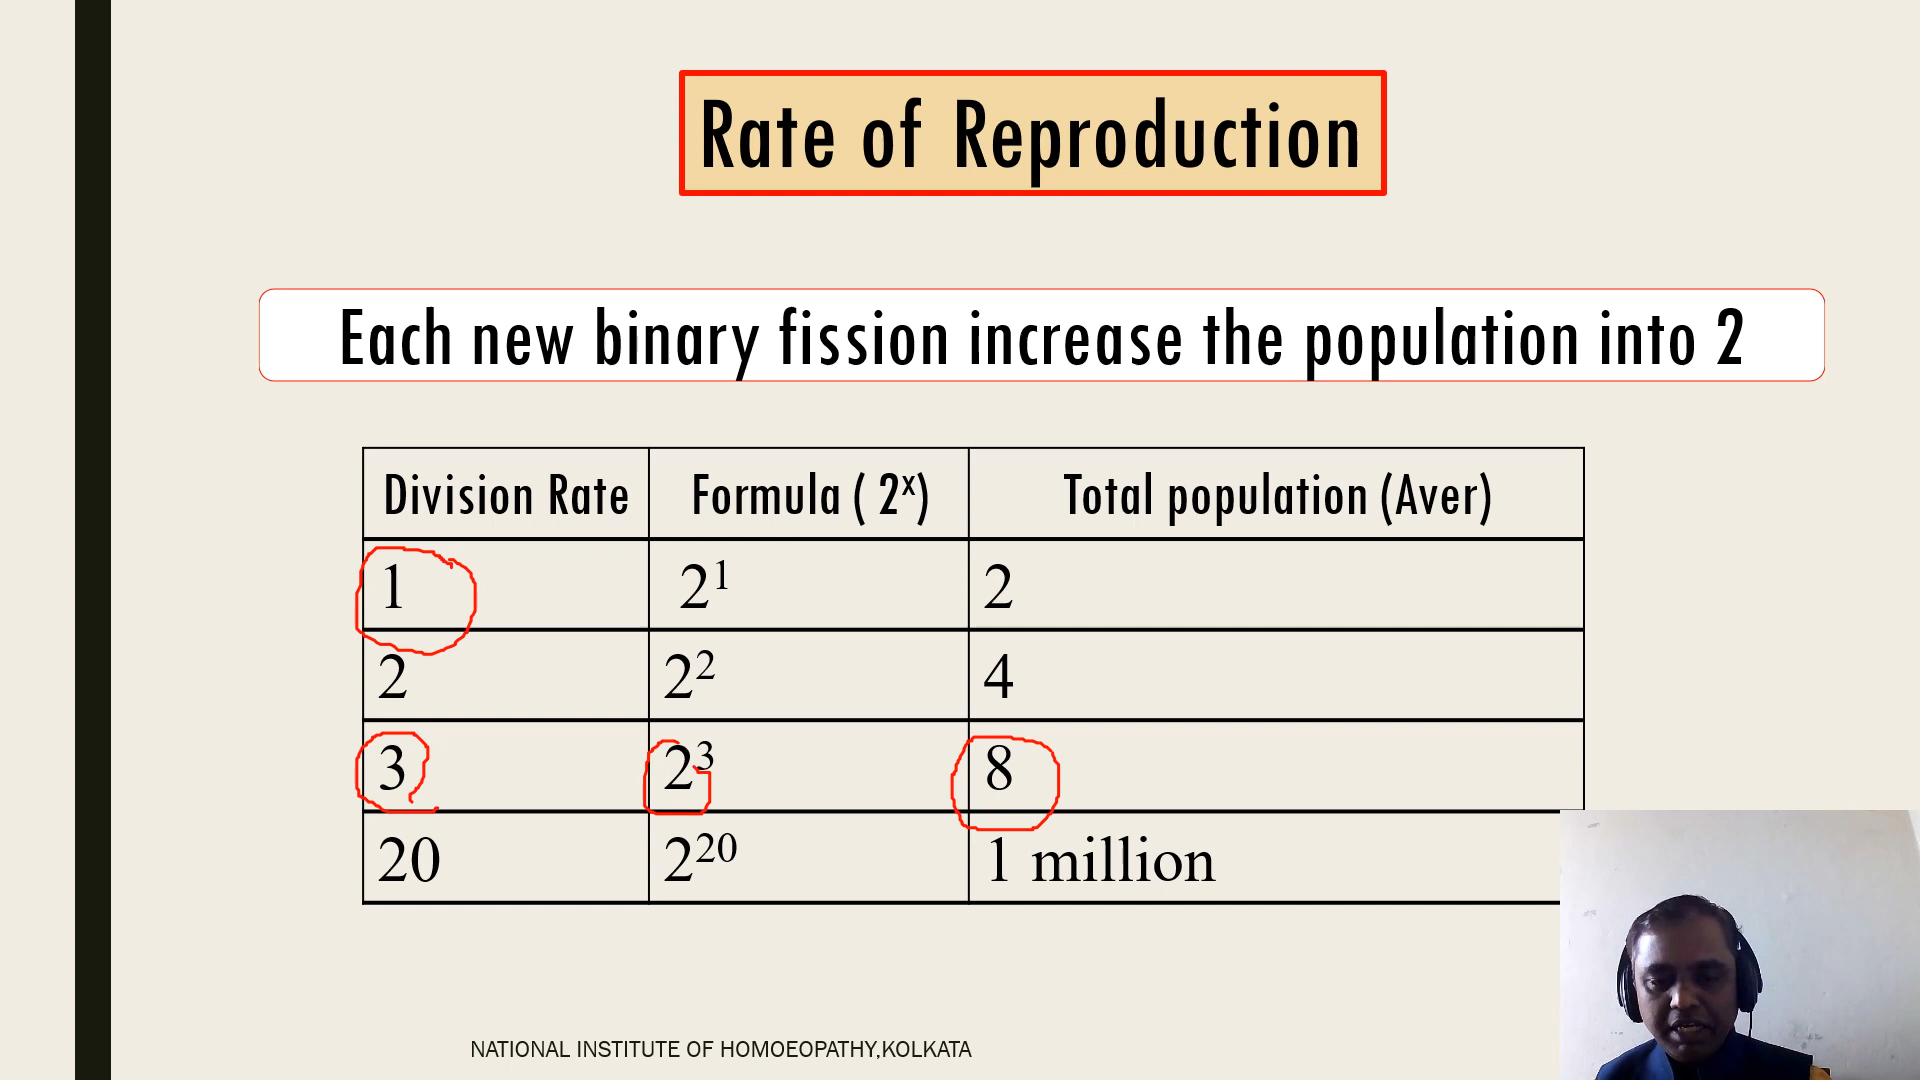 Rate of Reproduction
Each new binary fission increase the population into 2
Division Rate Formula ( 2ˣ) Total population (Aver)
1 2¹ 2
2 2² 4
3 2³ 8
20 2²⁰ 1 million
NATIONAL INSTITUTE OF HOMOEOPATHY,KOLKATA